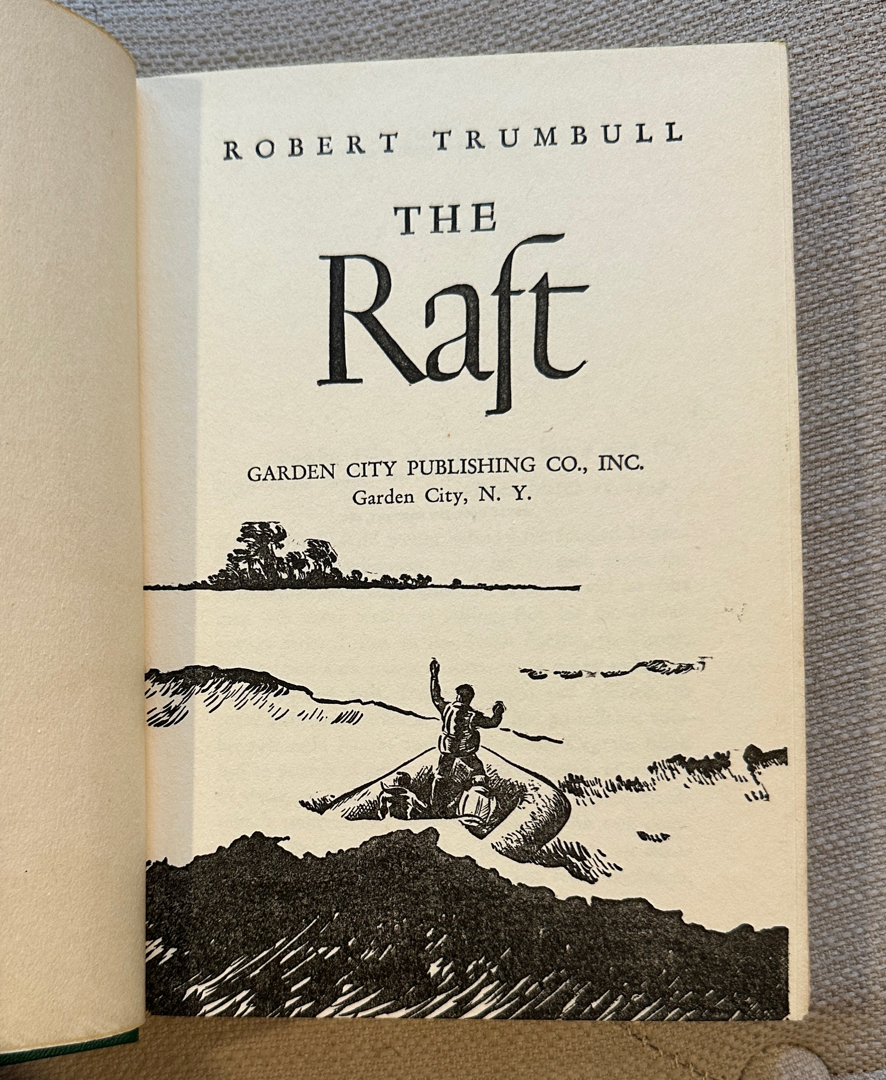 ROBERT TRUMBULL
THE
Raft
GARDEN CITY PUBLISHING CO., INC.
Garden City, N. Y.